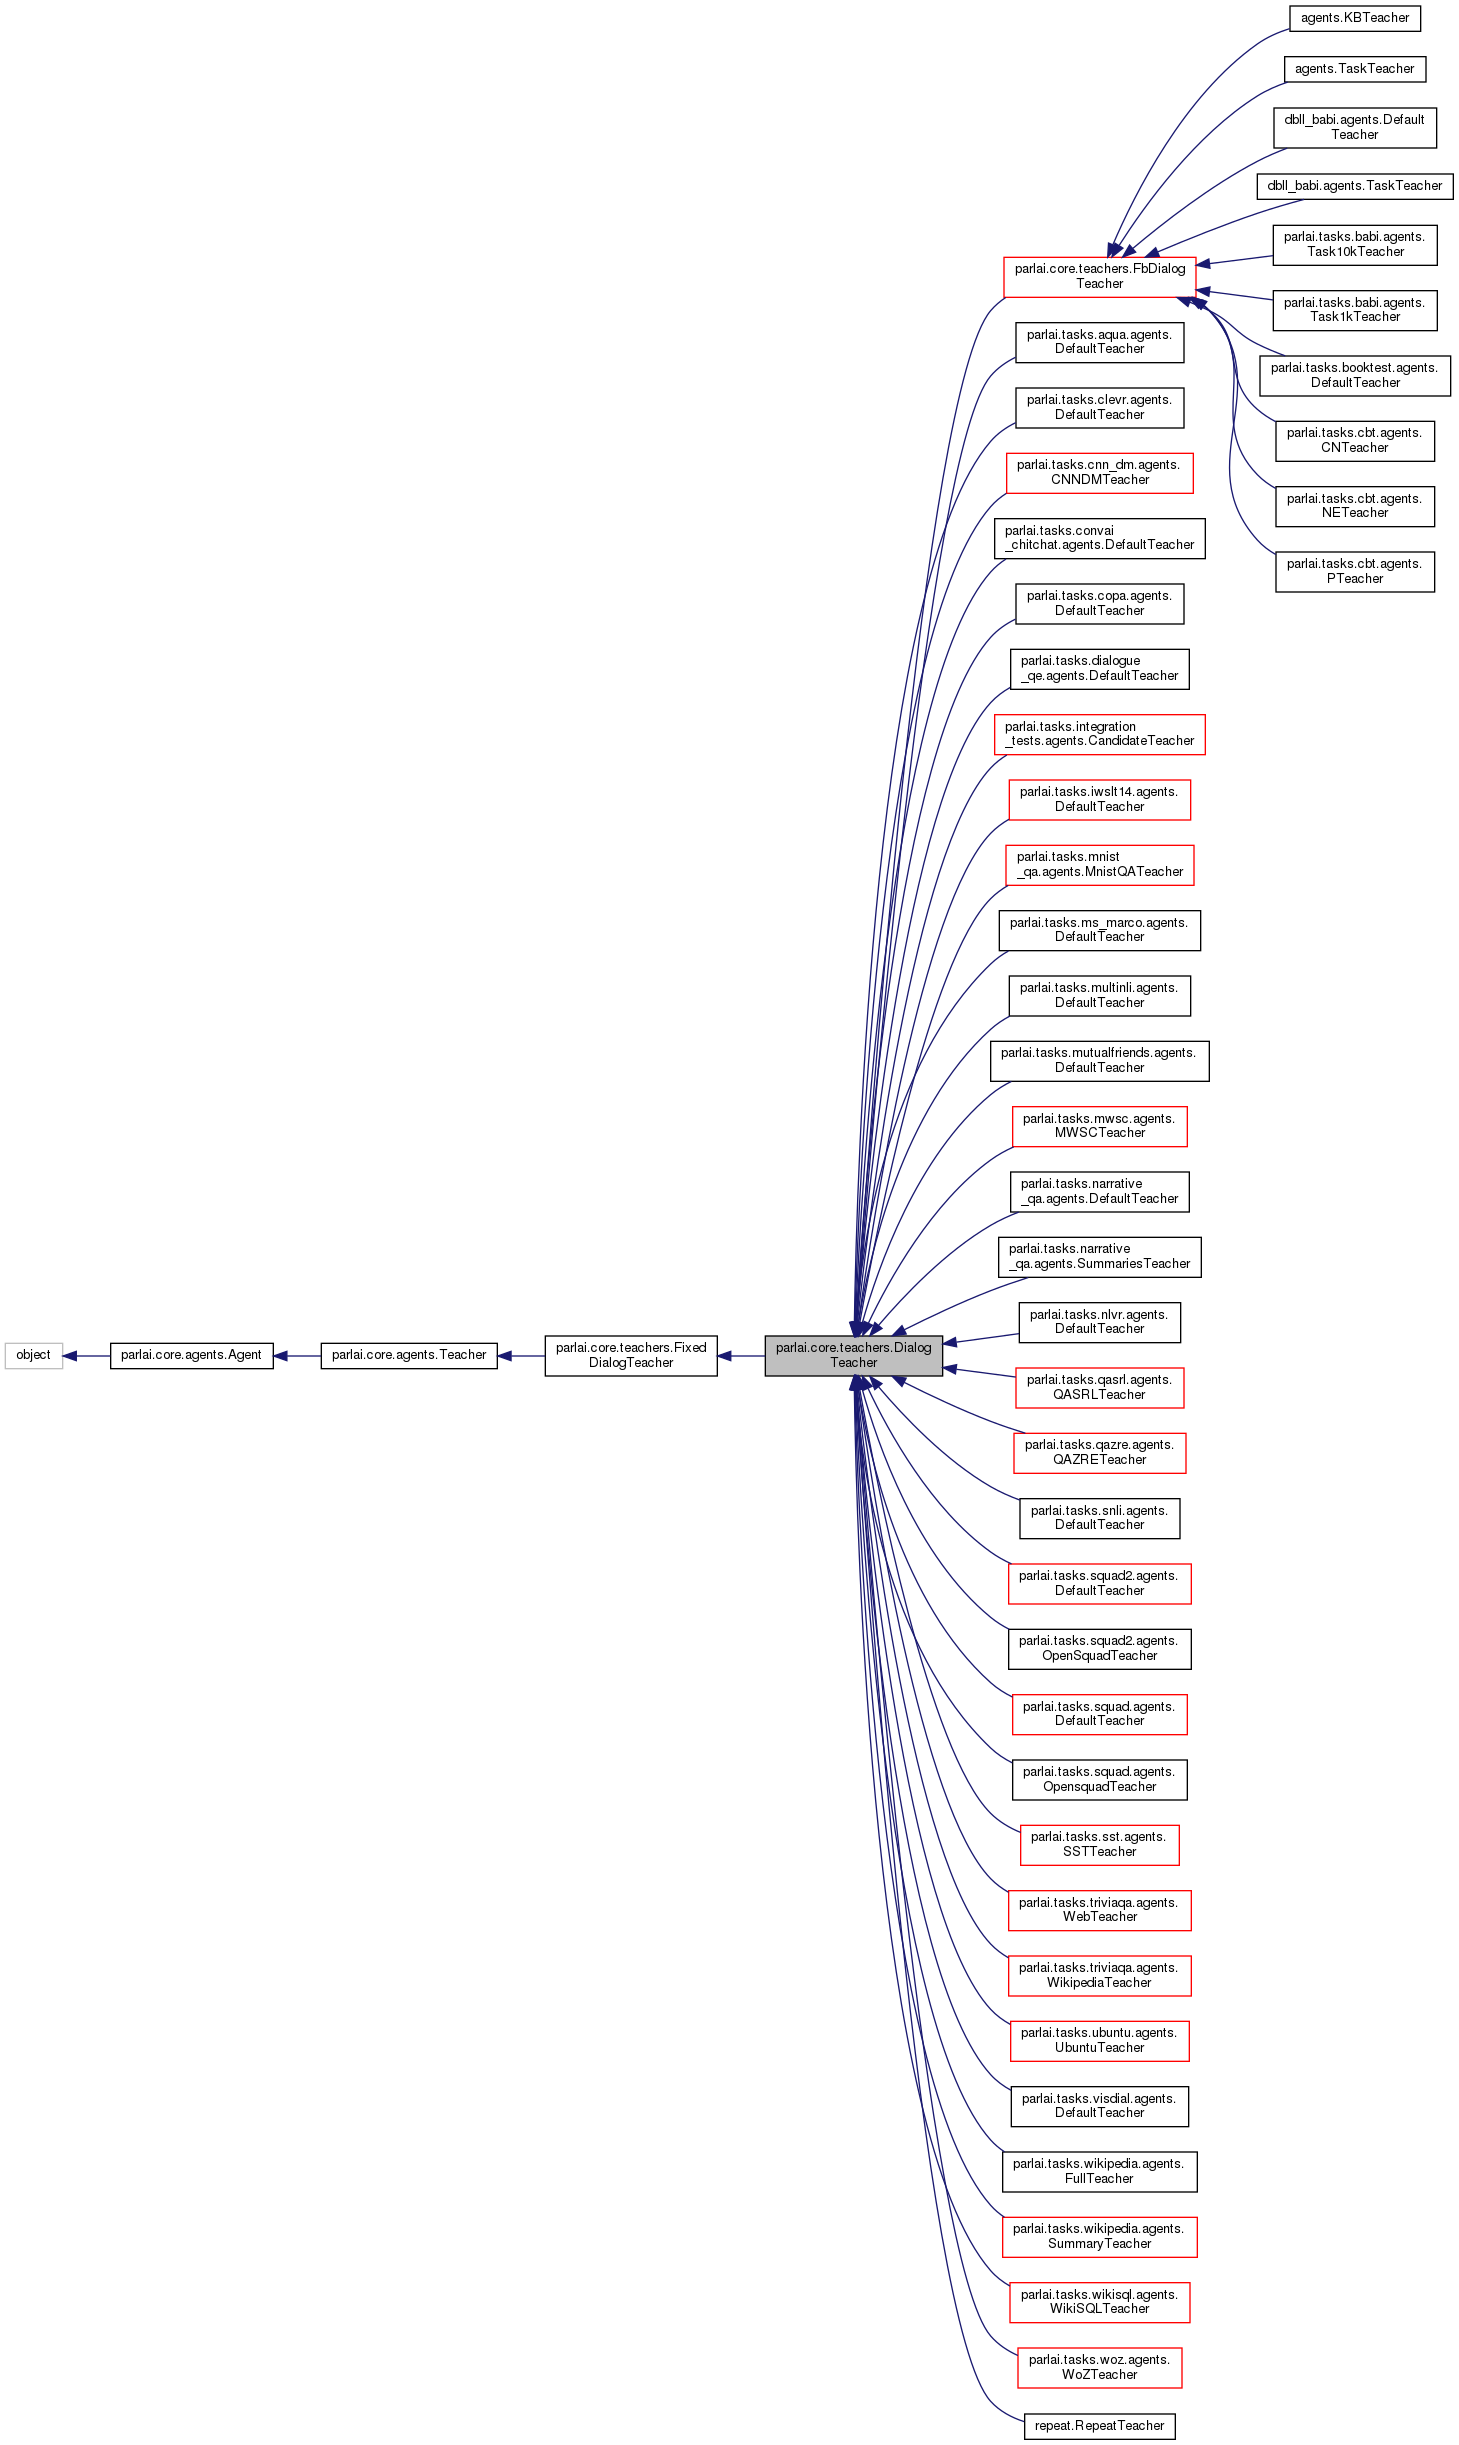 agents.KBTeacher
agents.TaskTeacher
dbll_babi.agents.Default
Teacher
dbll_babi.agents.TaskTeacher
parlai.tasks.babi.agents.
Task10kTeacher
parlai.tasks.babi.agents.
Task1kTeacher
parlai.tasks.booktest.agents.
DefaultTeacher
parlai.tasks.cbt.agents.
CNTeacher
parlai.tasks.cbt.agents.
NETeacher
parlai.tasks.cbt.agents.
PTeacher
parlai.core.teachers.FbDialog
Teacher
parlai.tasks.aqua.agents.
DefaultTeacher
parlai.tasks.clevr.agents.
DefaultTeacher
parlai.tasks.cnn_dm.agents.
CNNDMTeacher
parlai.tasks.convai
_chitchat.agents.DefaultTeacher
parlai.tasks.copa.agents.
DefaultTeacher
parlai.tasks.dialogue
_qe.agents.DefaultTeacher
parlai.tasks.integration
_tests.agents.CandidateTeacher
parlai.tasks.iwslt14.agents.
DefaultTeacher
parlai.tasks.mnist
_qa.agents.MnistQATeacher
parlai.tasks.ms_marco.agents.
DefaultTeacher
parlai.tasks.multinli.agents.
DefaultTeacher
parlai.tasks.mutualfriends.agents.
DefaultTeacher
parlai.tasks.mwsc.agents.
MWSCTeacher
parlai.tasks.narrative
_qa.agents.DefaultTeacher
parlai.tasks.narrative
_qa.agents.SummariesTeacher
parlai.tasks.nlvr.agents.
DefaultTeacher
object
parlai.core.agents.Agent
parlai.core.agents.Teacher
parlai.core.teachers.Fixed
DialogTeacher
parlai.core.teachers.Dialog
Teacher
parlai.tasks.qasrl.agents.
QASRLTeacher
parlai.tasks.qazre.agents.
QAZRETeacher
parlai.tasks.snli.agents.
DefaultTeacher
parlai.tasks.squad2.agents.
DefaultTeacher
parlai.tasks.squad2.agents.
OpenSquadTeacher
parlai.tasks.squad.agents.
DefaultTeacher
parlai.tasks.squad.agents.
OpensquadTeacher
parlai.tasks.sst.agents.
SSTTeacher
parlai.tasks.triviaqa.agents.
WebTeacher
parlai.tasks.triviaqa.agents.
WikipediaTeacher
parlai.tasks.ubuntu.agents.
UbuntuTeacher
parlai.tasks.visdial.agents.
DefaultTeacher
parlai.tasks.wikipedia.agents.
FullTeacher
parlai.tasks.wikipedia.agents.
SummaryTeacher
parlai.tasks.wikisql.agents.
WikiSQLTeacher
parlai.tasks.woz.agents.
WoZTeacher
repeat.RepeatTeacher